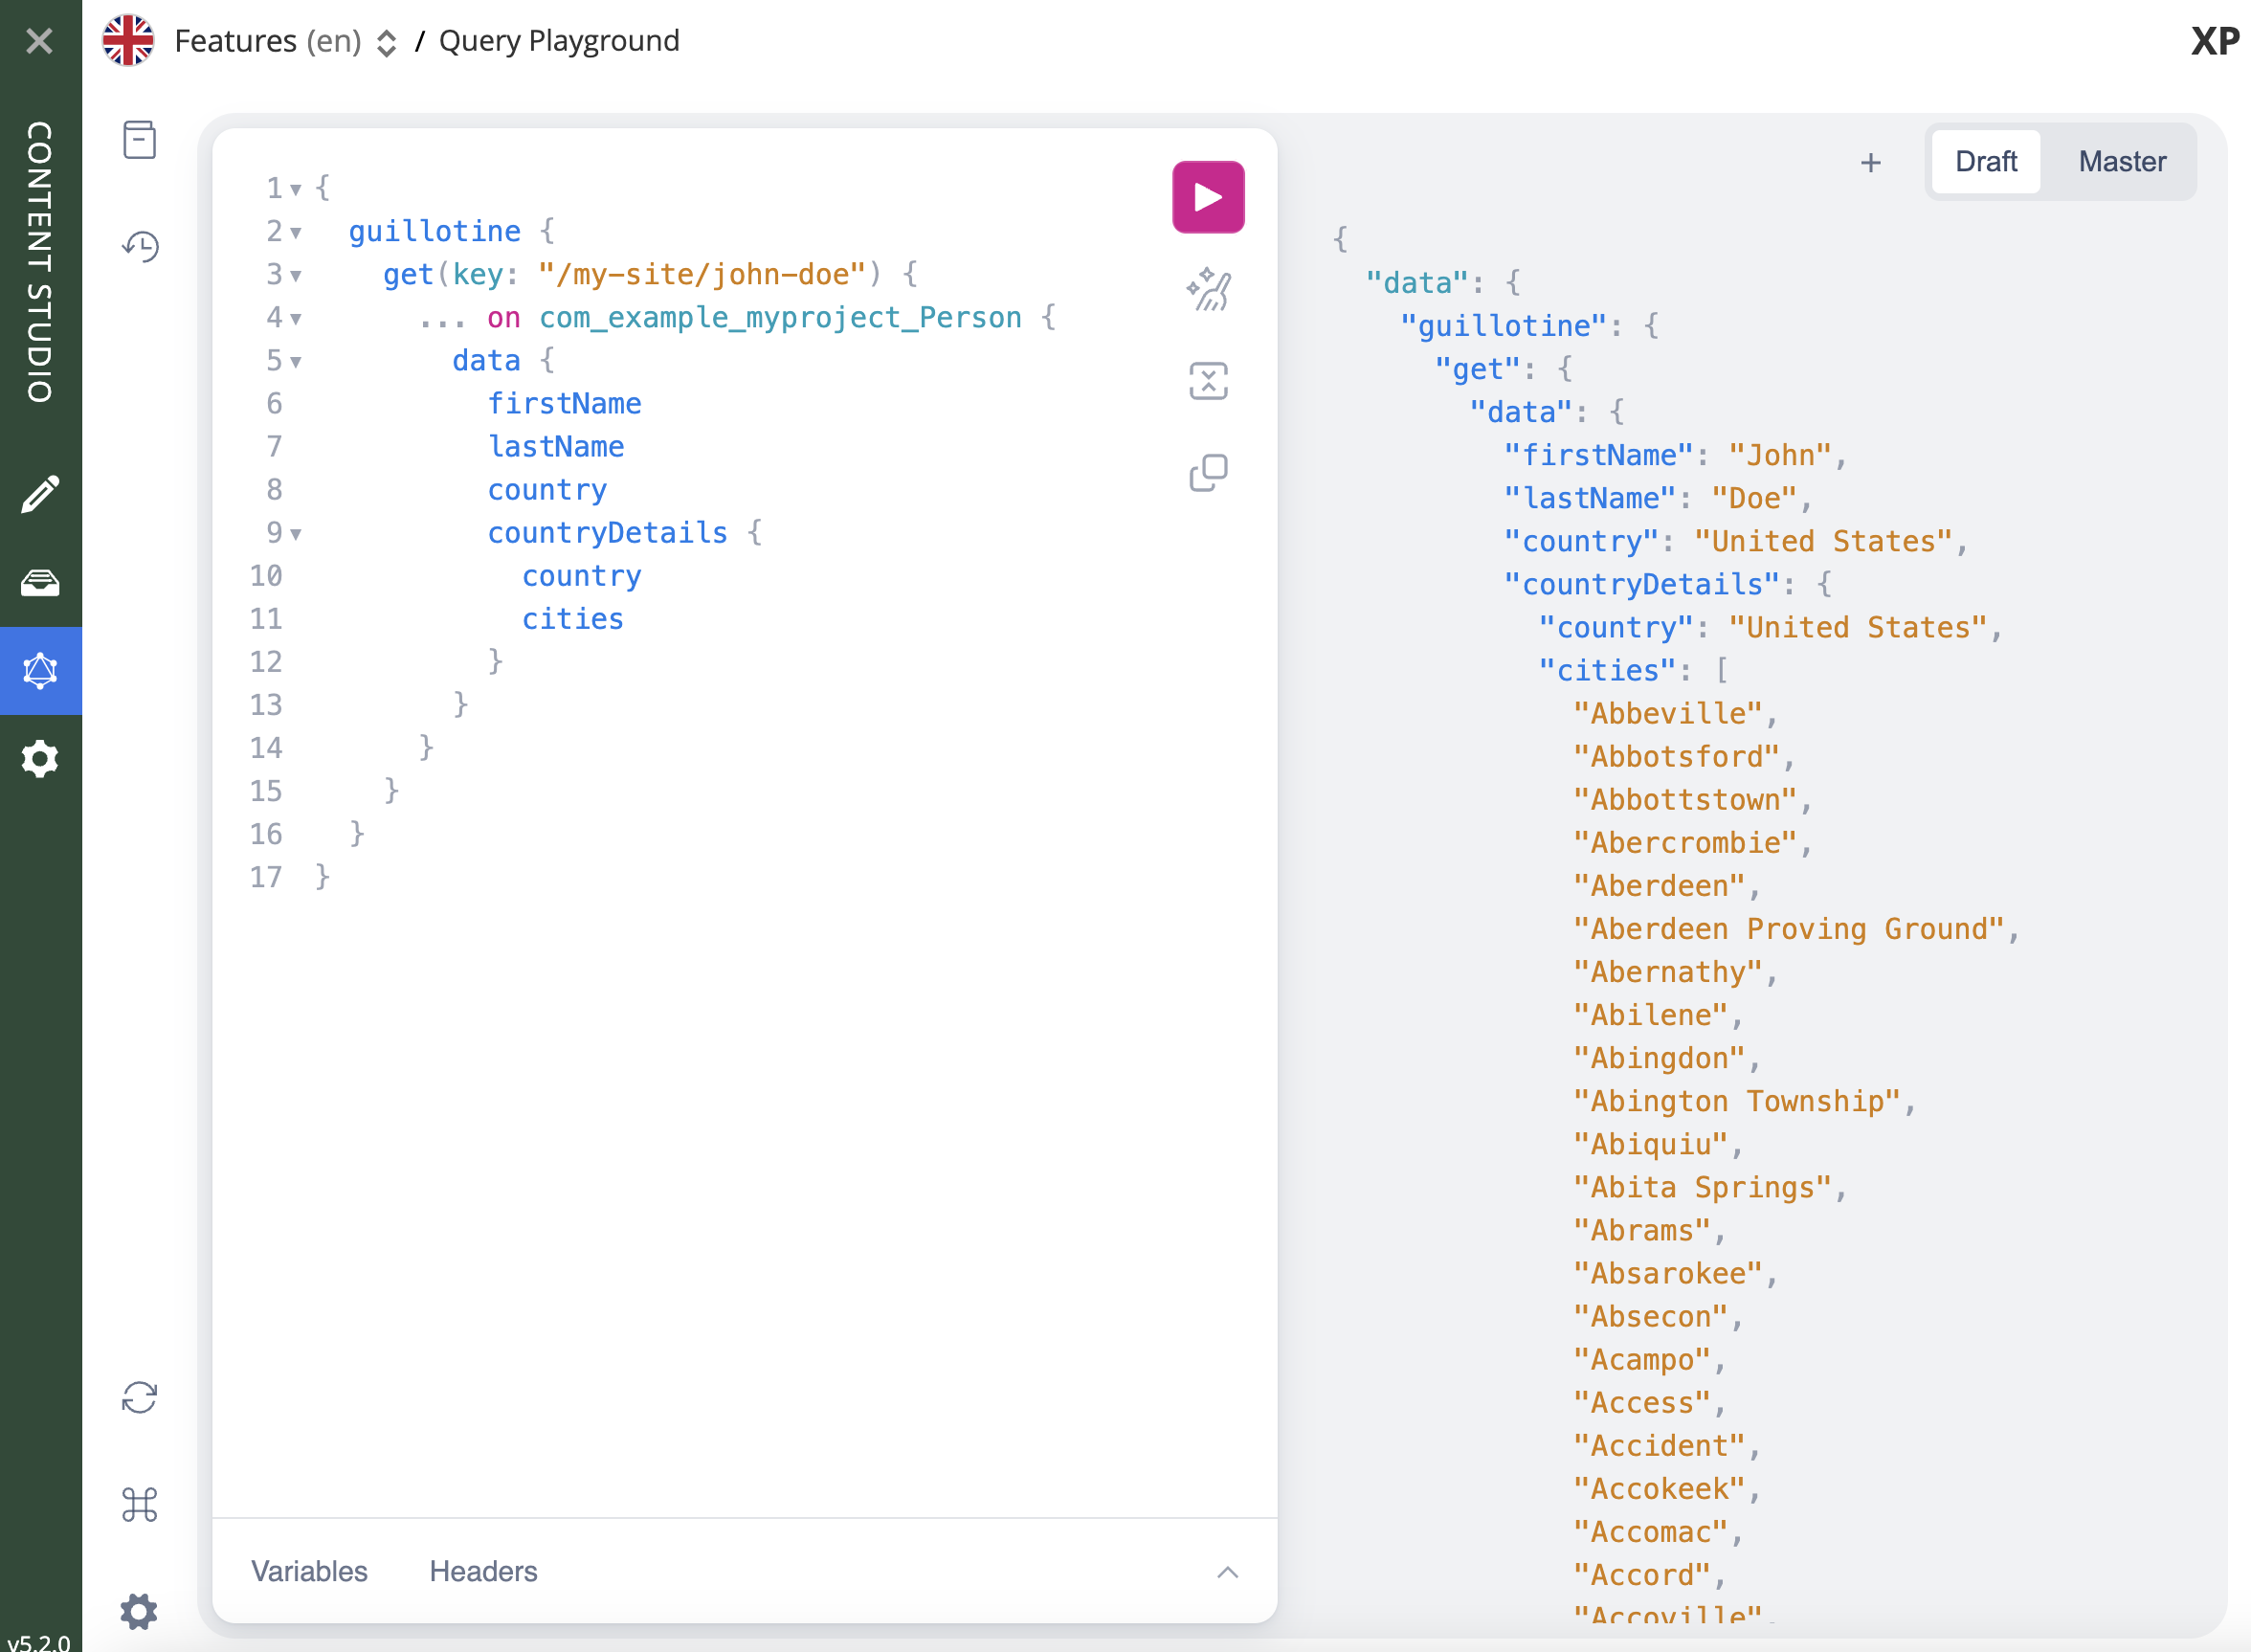 Features (en) / Query Playground
XP
CONTENT STUDIO
v5.2.0
1 {
2 guillotine {
3 get(key: "/my-site/john-doe") {
4 ... on com_example_myproject_Person {
5 data {
6 firstName
7 lastName
8 country
9 countryDetails {
10 country
11 cities
12 }
13 }
14 }
15 }
16 }
17 }
Variables Headers
+ Draft Master
{
"data": {
"guillotine": {
"get": {
"data": {
"firstName": "John",
"lastName": "Doe",
"country": "United States",
"countryDetails": {
"country": "United States",
"cities": [
"Abbeville",
"Abbotsford",
"Abbottstown",
"Abercrombie",
"Aberdeen",
"Aberdeen Proving Ground",
"Abernathy",
"Abilene",
"Abingdon",
"Abington Township",
"Abiquiu",
"Abita Springs",
"Abrams",
"Absarokee",
"Absecon",
"Acampo",
"Access",
"Accident",
"Accokeek",
"Accomac",
"Accord",
"Accoville",